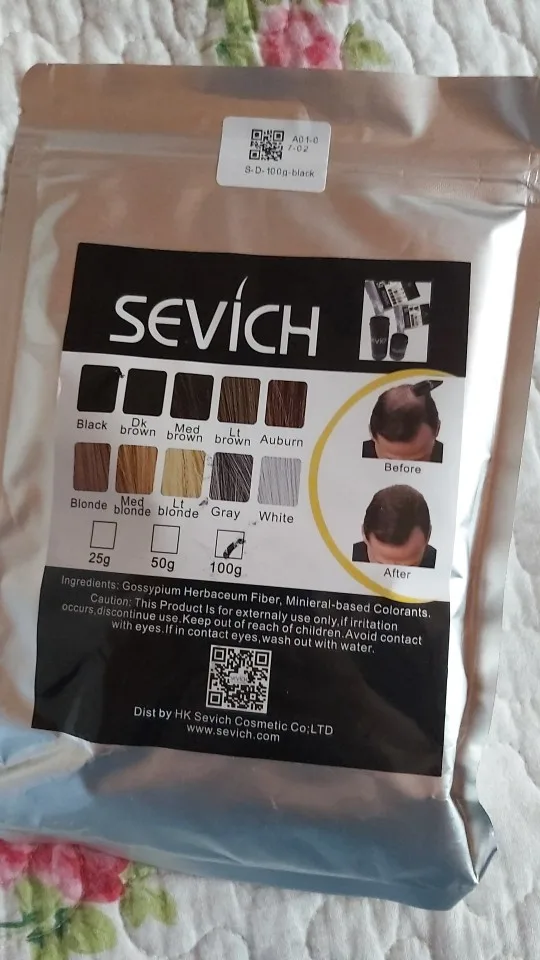 A01-0
7-02
S-D-100g-black
SEVICH
Black
Dk
brown
Med
brown
Lt
brown
Auburn
Blonde
Med
blonde
Lt
blonde
Gray
White
25g
50g
100g
Before
After
Ingredients: Gossypium Herbaceum Fiber, Minieral-based Colorants.
Caution: This Product Is for externaly use only,if irritation
occurs,discontinue use.Keep out of reach of children.Avoid contact
with eyes.If in contact eyes,wash out with water.
Dist by HK Sevich Cosmetic Co;LTD
www.sevich.com